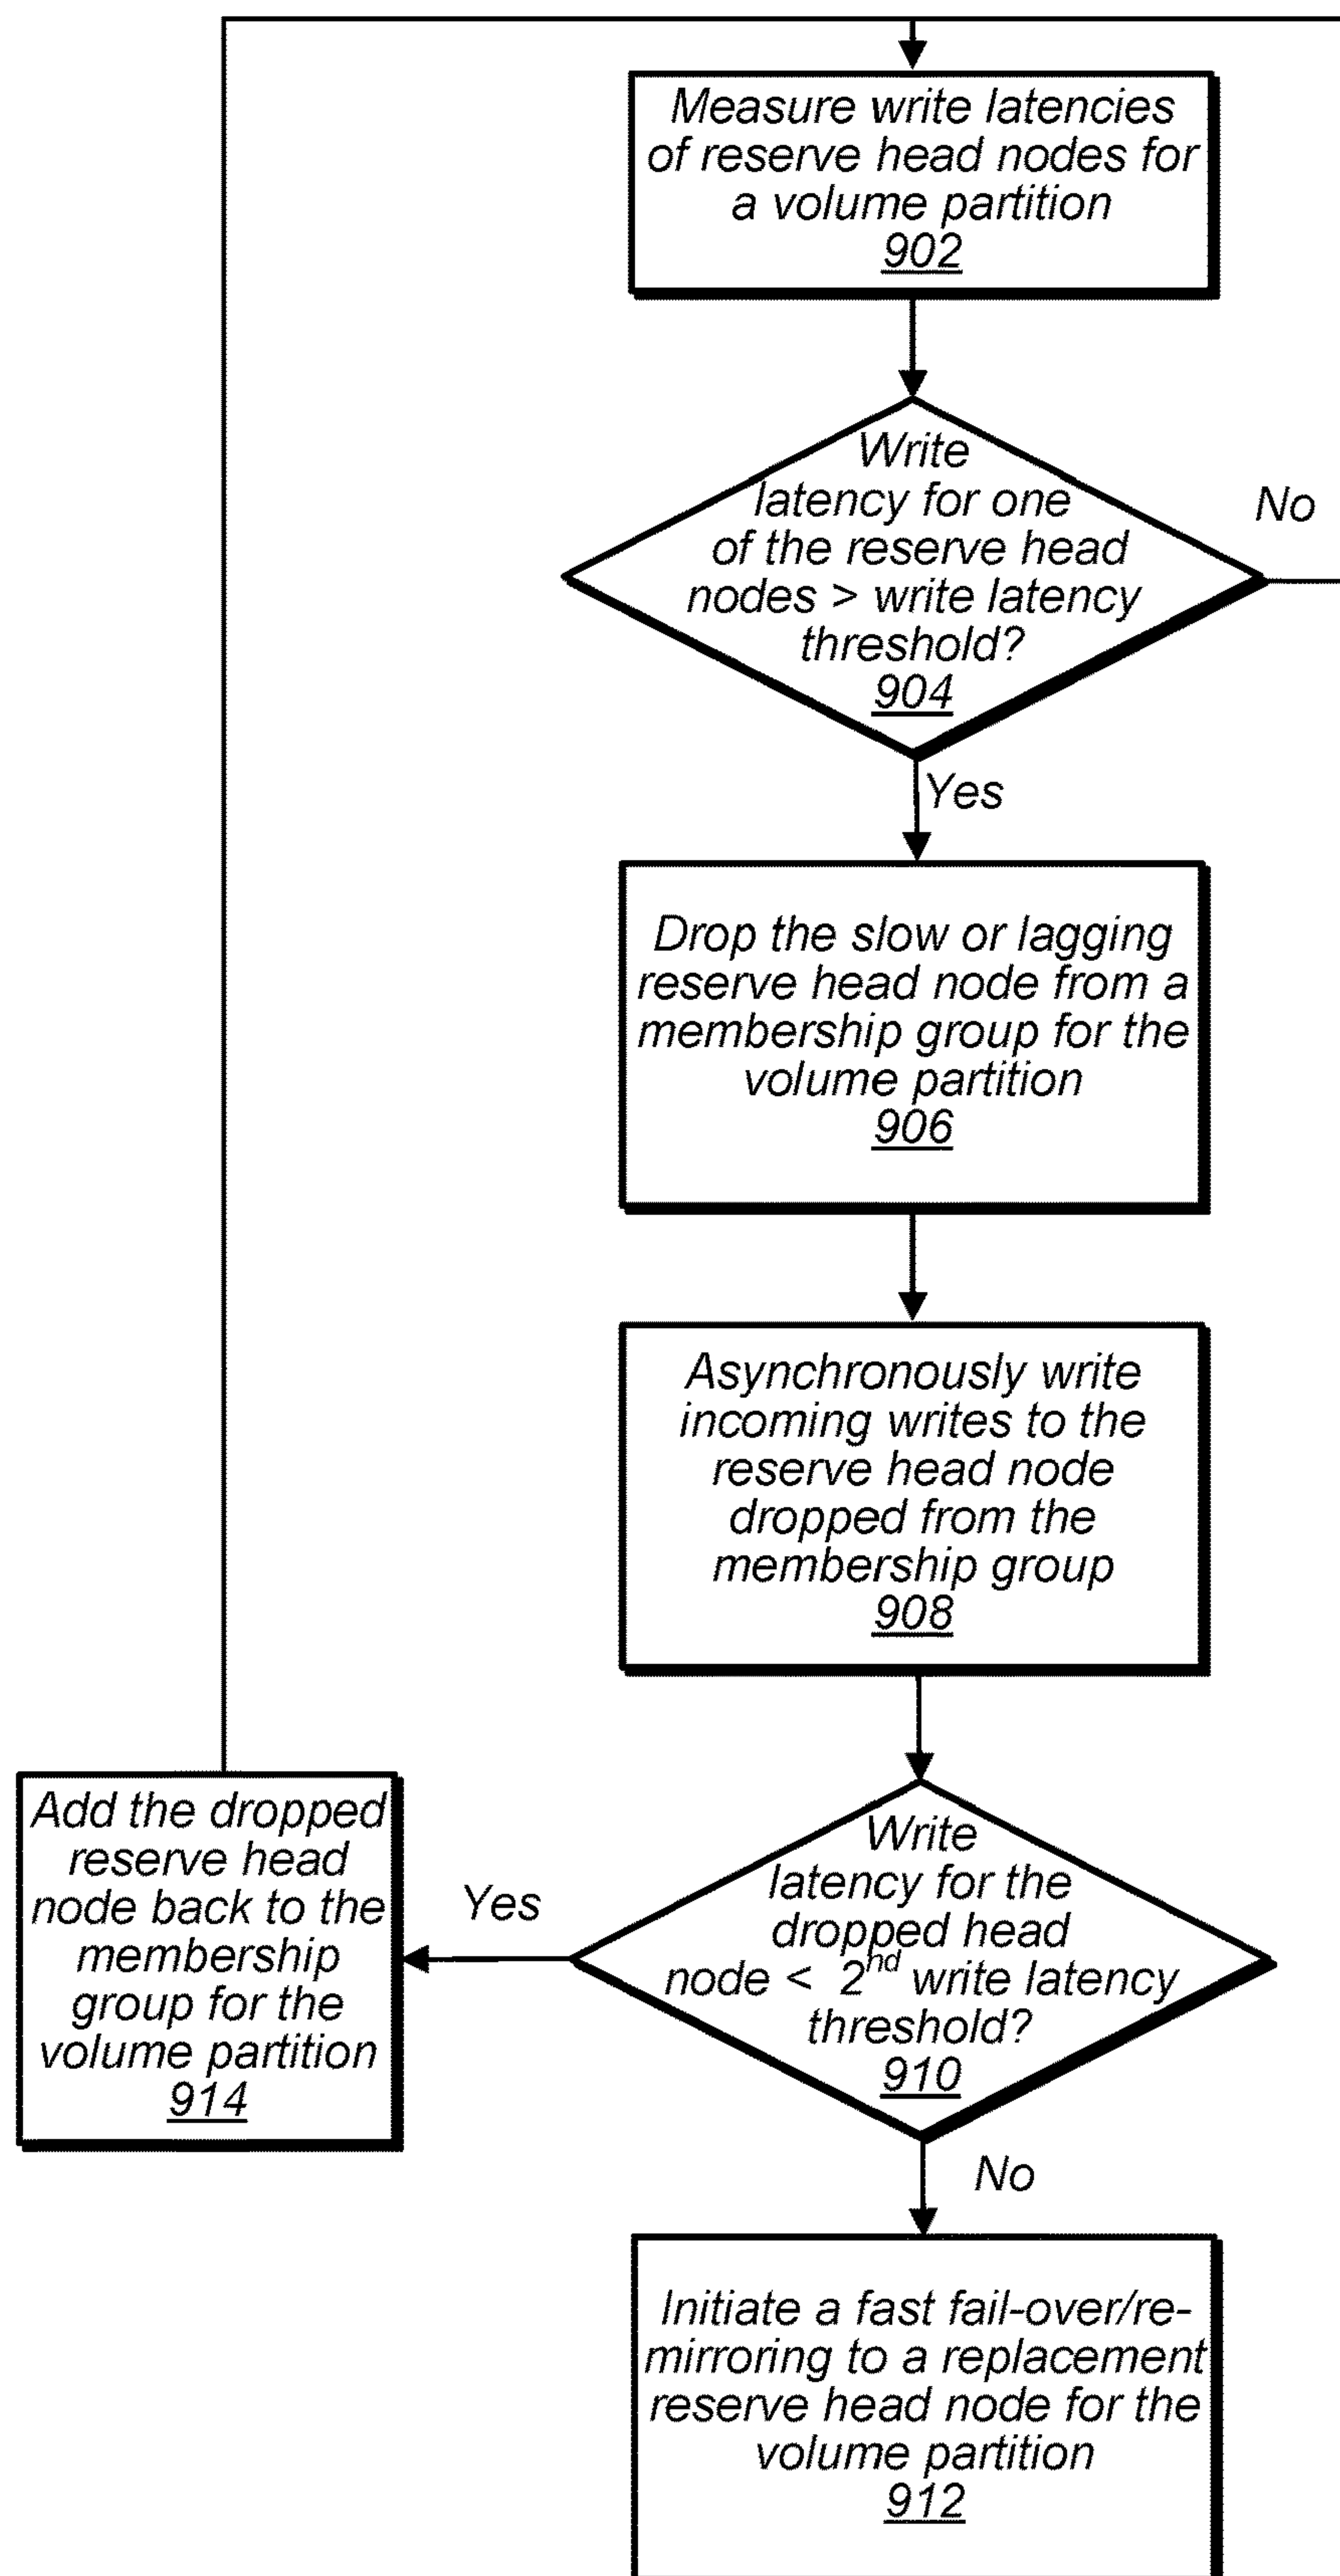 Measure write latencies
of reserve head nodes for
a volume partition
902
Write
latency for one
of the reserve head
nodes > write latency
threshold?
904
No
Yes
Drop the slow or lagging
reserve head node from a
membership group for the
volume partition
906
Asynchronously write
incoming writes to the
reserve head node
dropped from the
membership group
908
Write
latency for the
dropped head
node < 2nd write latency
threshold?
910
Yes
Add the dropped
reserve head
node back to the
membership
group for the
volume partition
914
No
Initiate a fast fail-over/re-
mirroring to a replacement
reserve head node for the
volume partition
912